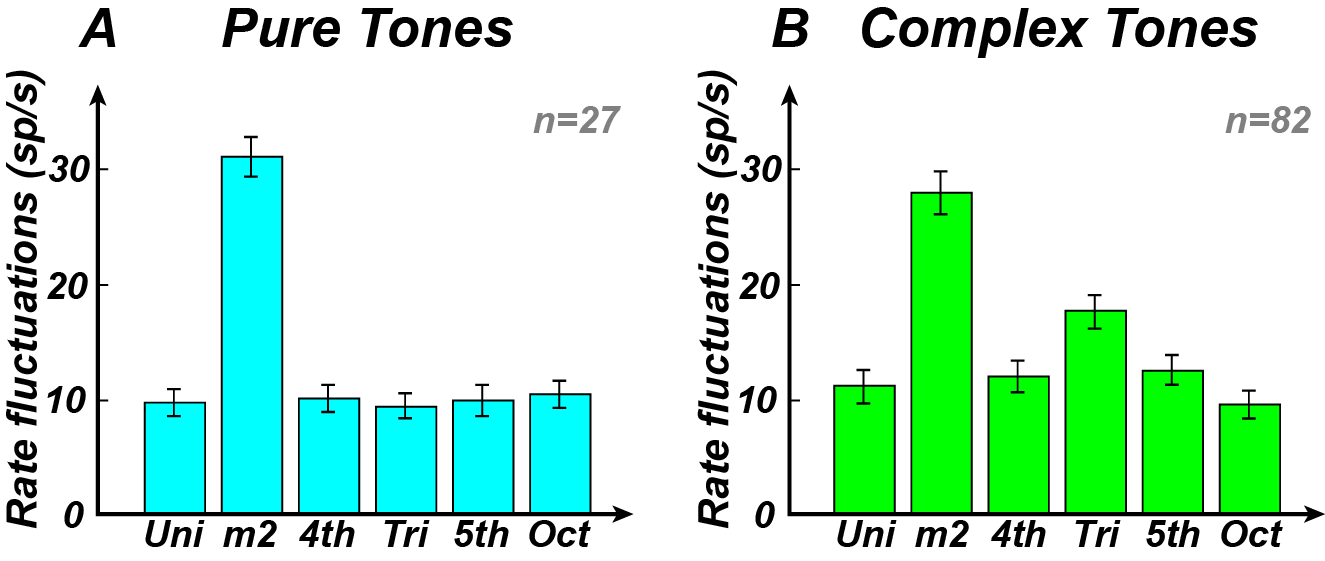 A Pure Tones
Rate fluctuations (sp/s)
n=27
30
20
10
0
Uni m2 4th Tri 5th Oct
B Complex Tones
Rate fluctuations (sp/s)
n=82
30
20
10
0
Uni m2 4th Tri 5th Oct